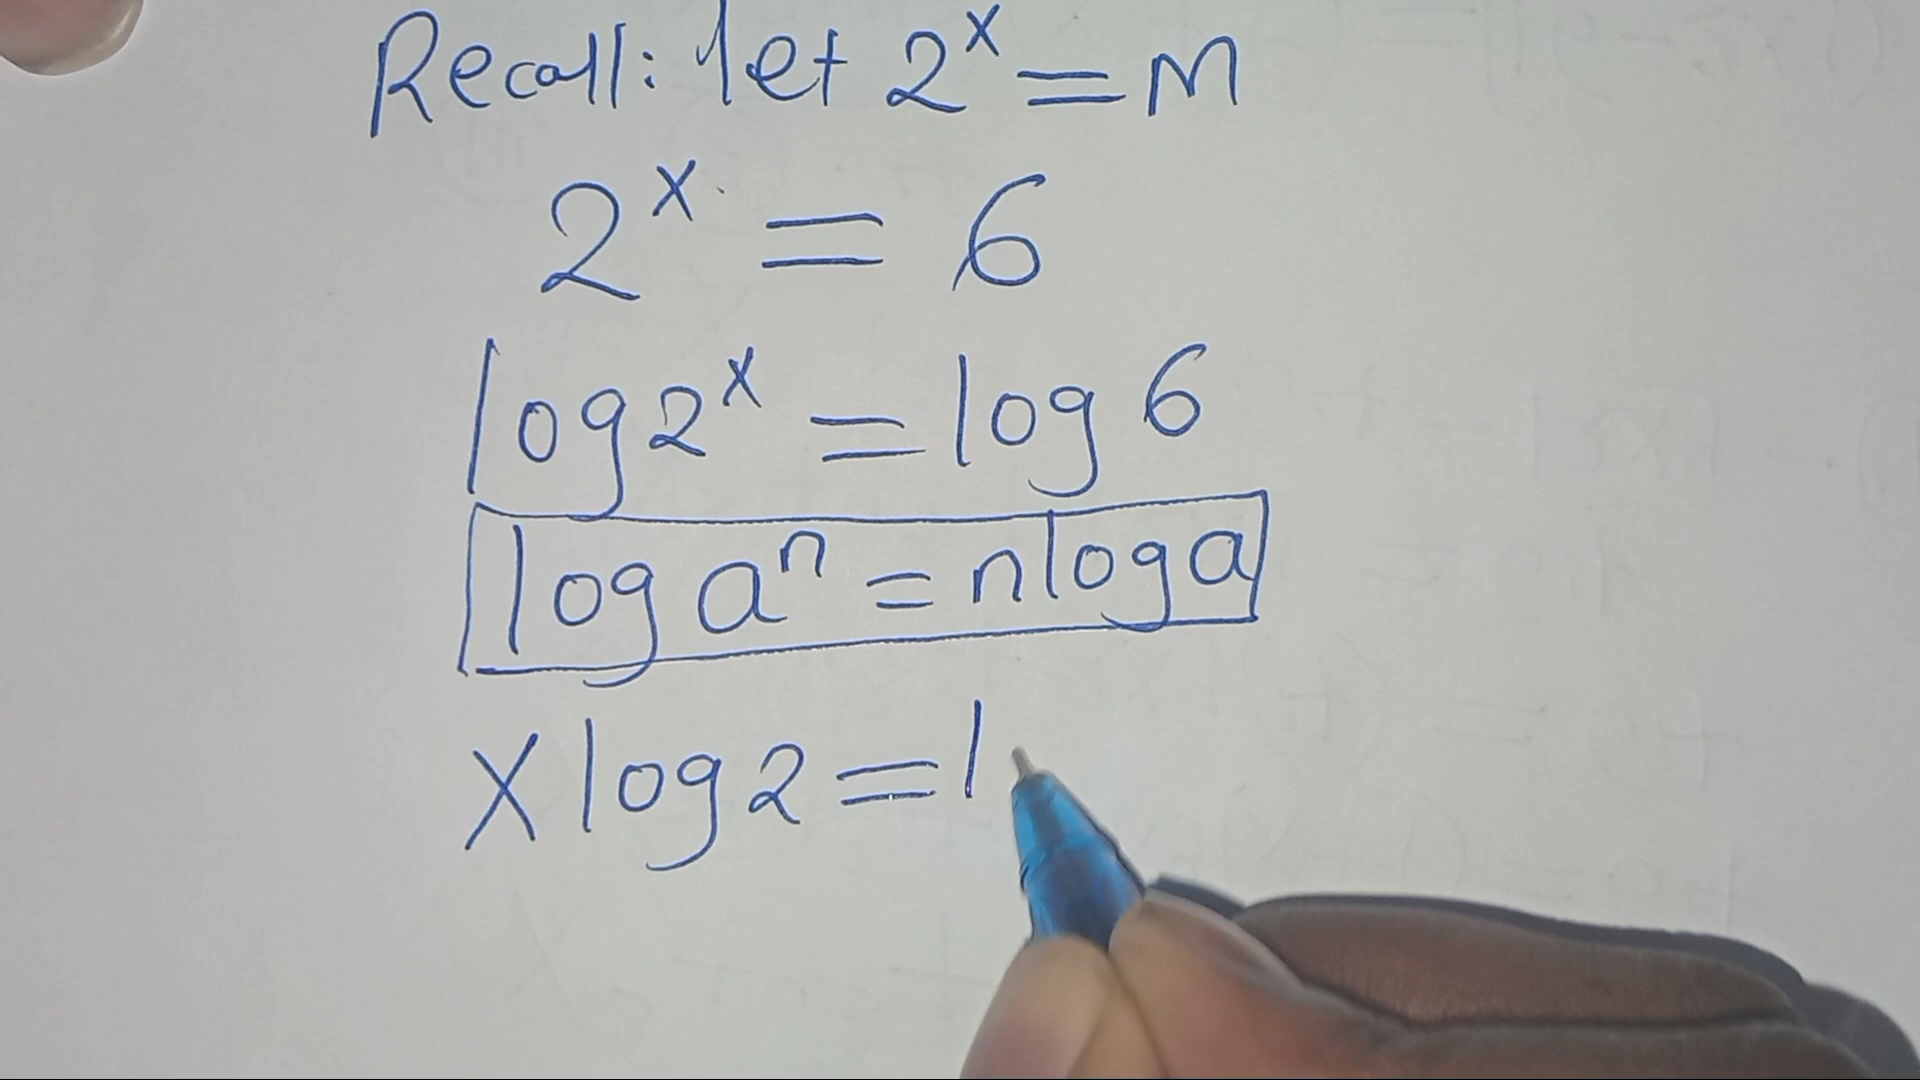 Recall: let 2^x = m
2^x = 6
log 2^x = log 6
log a^n = n log a
x log 2 = l